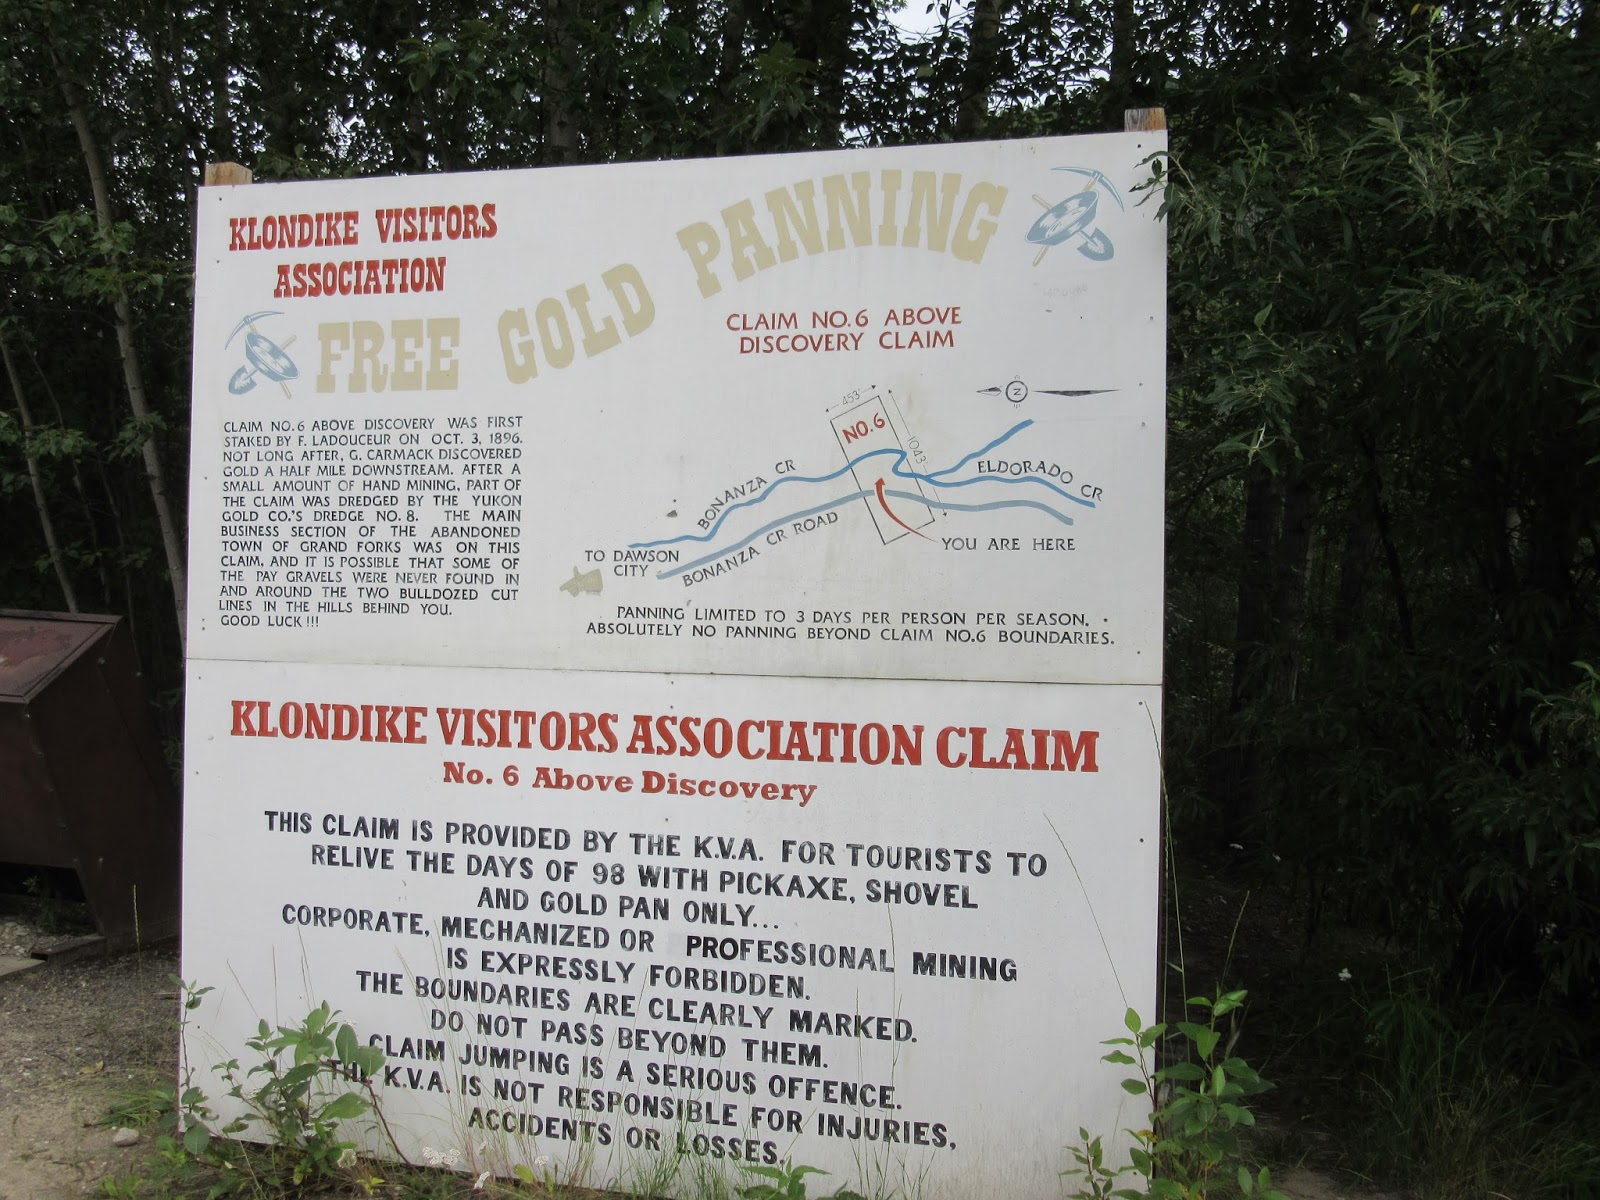 KLONDIKE VISITORS
ASSOCIATION
FREE GOLD PANNING
CLAIM NO. 6 ABOVE
DISCOVERY CLAIM
CLAIM NO. 6 ABOVE DISCOVERY WAS FIRST
STAKED BY F. LADOUCEUR ON OCT. 3, 1896.
NOT LONG AFTER, G. CARMACK DISCOVERED
GOLD A HALF MILE DOWNSTREAM. AFTER A
SMALL AMOUNT OF HAND MINING, PART OF
THE CLAIM WAS DREDGED BY THE YUKON
GOLD CO.'S DREDGE NO. 8. THE MAIN
BUSINESS SECTION OF THE ABANDONED
TOWN OF GRAND FORKS WAS ON THIS
CLAIM, AND IT IS POSSIBLE THAT SOME OF
THE PAY GRAVELS WERE NEVER FOUND IN
AND AROUND THE TWO BULLDOZED CUT
LINES IN THE HILLS BEHIND YOU.
GOOD LUCK !!!
N
453'
NO. 6
1043'
BONANZA CR
ELDORADO CR
BONANZA CR ROAD
TO DAWSON
CITY
YOU ARE HERE
PANNING LIMITED TO 3 DAYS PER PERSON PER SEASON.
ABSOLUTELY NO PANNING BEYOND CLAIM NO. 6 BOUNDARIES.
KLONDIKE VISITORS ASSOCIATION CLAIM
No. 6 Above Discovery
THIS CLAIM IS PROVIDED BY THE K.V.A. FOR TOURISTS TO
RELIVE THE DAYS OF 98 WITH PICKAXE, SHOVEL
AND GOLD PAN ONLY...
CORPORATE, MECHANIZED OR PROFESSIONAL MINING
IS EXPRESSLY FORBIDDEN.
THE BOUNDARIES ARE CLEARLY MARKED.
DO NOT PASS BEYOND THEM.
CLAIM JUMPING IS A SERIOUS OFFENCE.
THE K.V.A. IS NOT RESPONSIBLE FOR INJURIES,
ACCIDENTS OR LOSSES.